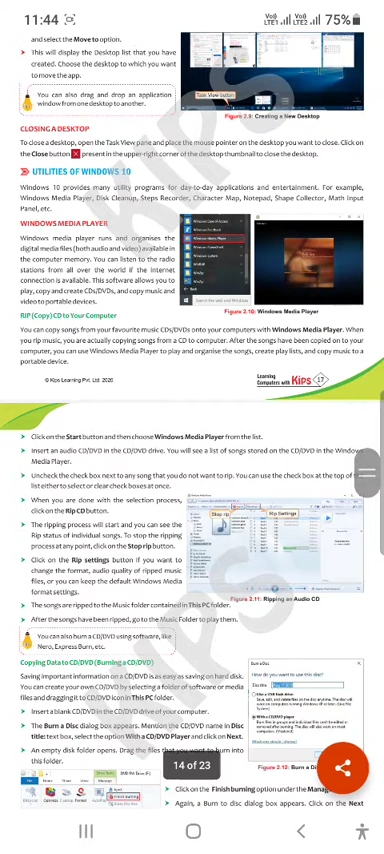 11:44
Vo) LTE1 Vo) LTE2 75%
and select the Move to option.
➤ This will display the Desktop list that you have
created. Choose the desktop to which you want
to move the app.
You can also drag and drop an application
window from one desktop to another.
Task View button
Figure 2.9: Creating a New Desktop
CLOSING A DESKTOP
To close a desktop, open the Task View pane and place the mouse pointer on the desktop you want to close. Click on
the Close button present in the upper-right corner of the desktop thumbnail to close the desktop.
UTILITIES OF WINDOWS 10
Windows 10 provides many utility programs for day-to-day applications and entertainment. For example,
Windows Media Player, Disk Cleanup, Steps Recorder, Character Map, Notepad, Shape Collector, Math Input
Panel, etc.
WINDOWS MEDIA PLAYER
Windows media player runs and organises the
digital media files (both audio and video) available in
the computer memory. You can listen to the radio
stations from all over the world if the Internet
connection is available. This software allows you to
play, copy and create CDs/DVDs, and copy music and
video to portable devices.
Windows Media Player
Figure 2.10: Windows Media Player
RIP (Copy) CD to Your Computer
You can copy songs from your favourite music CDs/DVDs onto your computers with Windows Media Player. When
you rip music, you are actually copying songs from a CD to computer. After the songs have been copied on to your
computer, you can use Windows Media Player to play and organise the songs, create play lists, and copy music to a
portable device.
© Kips Learning Pvt. Ltd 2020
Learning
Computers with KIPS 17
➤ Click on the Start button and then choose Windows Media Player from the list.
➤ Insert an audio CD/DVD in the CD/DVD drive. You will see a list of songs stored on the CD/DVD in the Windows
Media Player.
➤ Uncheck the check box next to any song that you do not want to rip. You can use the check box at the top of
list either to select or clear check boxes at once.
➤ When you are done with the selection process,
click on the Rip CD button.
➤ The ripping process will start and you can see the
Rip status of individual songs. To stop the ripping
process at any point, click on the Stop rip button.
➤ Click on the Rip settings button if you want to
change the format, audio quality of ripped music
files, or you can keep the default Windows Media
format settings.
Stop rip
Rip Settings
Figure 2.11: Ripping an Audio CD
➤ The songs are ripped to the Music folder contained in This PC folder.
➤ After the songs have been ripped, go to the Music Folder to play them.
You can also burn a CD/DVD using software, like
Nero, Express Burn, etc.
Copying Data to CD/DVD (Burning a CD/DVD)
Saving important information on a CD/DVD is as easy as saving on hard disk.
You can create your own CD/DVD by selecting a folder of software or media
files and dragging it to CD/DVD icon in This PC folder.
➤ Insert a blank CD/DVD in the CD/DVD drive of your computer.
➤ The Burn a Disc dialog box appears. Mention the CD/DVD name in Disc
title: text box, select the option With a CD/DVD Player and click on Next.
➤ An empty disk folder opens. Drag the files that you want to burn into
this folder.
Burn a Disc
How do you want to use this disc?
With a CD/DVD player
Figure 2.12: Burn a
14 of 23
➤ Click on the Finish burning option under the Manag
➤ Again, a Burn to disc dialog box appears. Click on the Next
KIPS